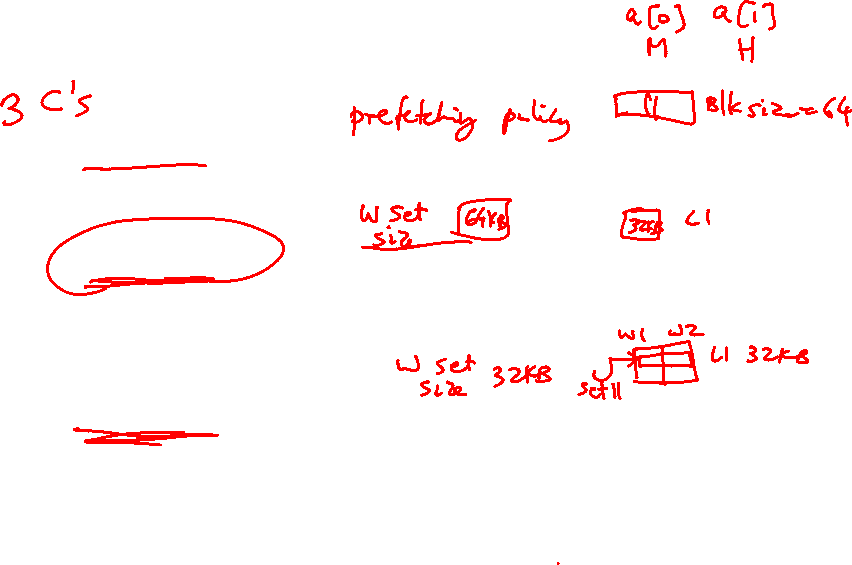 a[0] a[1]
M H
3 C's
prefetching policy
Blk size=64
W set size 64KB
32KB L1
W1 W2
W set size 32KB
set 11
L1 32KB